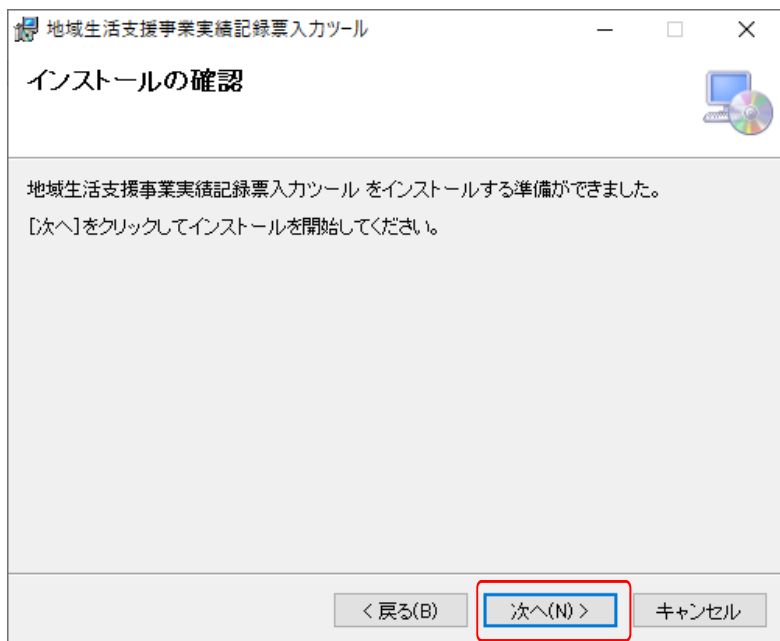 地域生活支援事業実績記録票入力ツール
インストールの確認
地域生活支援事業実績記録票入力ツール をインストールする準備ができました。
[次へ]をクリックしてインストールを開始してください。
< 戻る(B)
次へ(N) >
キャンセル